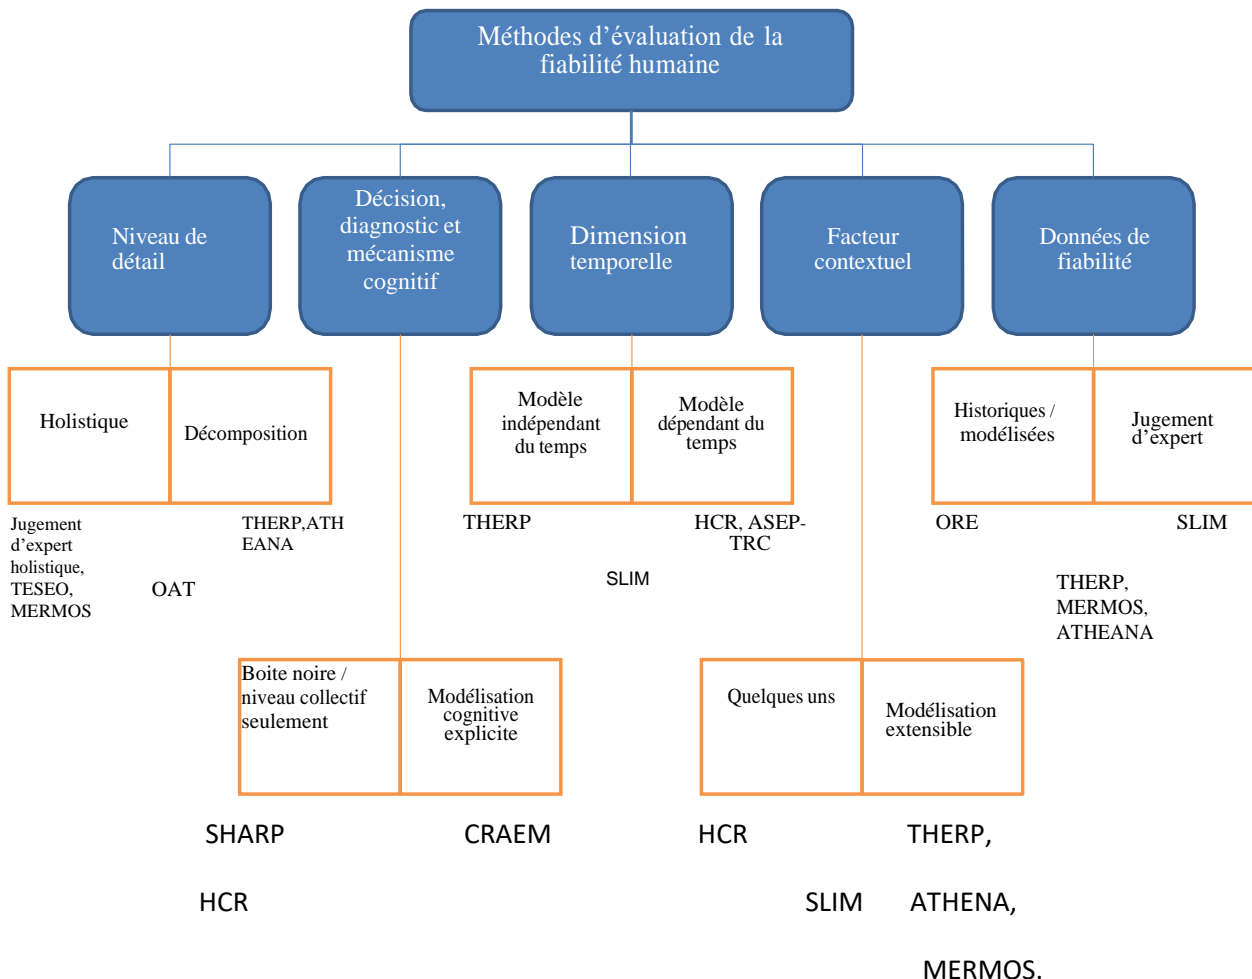 Méthodes d’évaluation de la
fiabilité humaine
Niveau de
détail
Décision,
diagnostic et
mécanisme
cognitif
Dimension
temporelle
Facteur
contextuel
Données de
fiabilité
Holistique
Décomposition
Modèle
indépendant
du temps
Modèle
dépendant du
temps
Historiques /
modélisées
Jugement
d’expert
Jugement
d’expert
holistique,
TESEO,
MERMOS
OAT
THERP,ATH
EANA
THERP
HCR, ASEP-
TRC
SLIM
ORE
SLIM
THERP,
MERMOS,
ATHEANA
Boite noire /
niveau collectif
seulement
Modélisation
cognitive
explicite
Quelques uns
Modélisation
extensible
SHARP
CRAEM
HCR
THERP,
HCR
SLIM
ATHENA,
MERMOS.